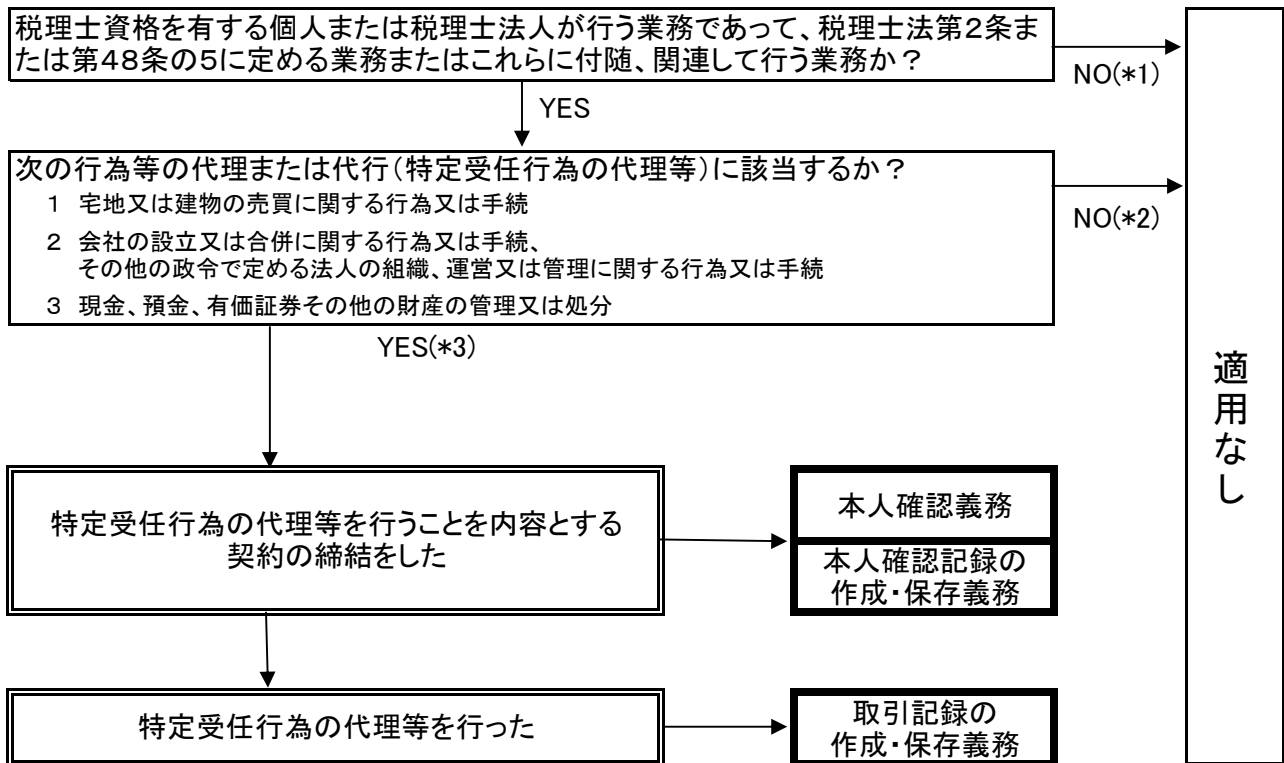 税理士資格を有する個人または税理士法人が行う業務であって、税理士法第2条ま
たは第48条の5に定める業務またはこれらに付随、関連して行う業務か？
NO(*1)
YES
次の行為等の代理または代行(特定受任行為の代理等)に該当するか？
1 宅地又は建物の売買に関する行為又は手続
2 会社の設立又は合併に関する行為又は手続、
その他の政令で定める法人の組織、運営又は管理に関する行為又は手続
3 現金、預金、有価証券その他の財産の管理又は処分
NO(*2)
YES(*3)
適用なし
特定受任行為の代理等を行うことを内容とする
契約の締結をした
本人確認義務
本人確認記録の
作成・保存義務
特定受任行為の代理等を行った
取引記録の
作成・保存義務